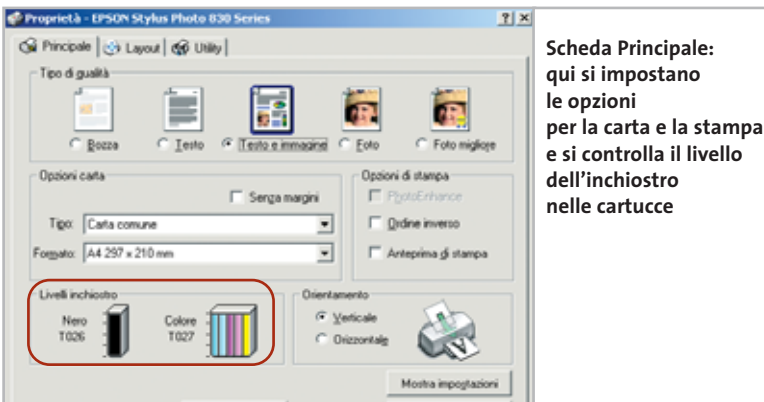 Proprietà - EPSON Stylus Photo 830 Series
Principale Layout Utility
Tipo di qualità
Bozza Testo Testo e immagine Foto Foto migliore
Opzioni carta
Senza margini
Tipo: Carta comune
Formato: A4 297 x 210 mm
Opzioni di stampa
PhotoEnhance
Ordine inverso
Anteprima di stampa
Livelli inchiostro
Nero
T026
Colore
T027
Orientamento
Verticale
Orizzontale
Mostra impostazioni
Scheda Principale:
qui si impostano
le opzioni
per la carta e la stampa
e si controlla il livello
dell'inchiostro
nelle cartucce